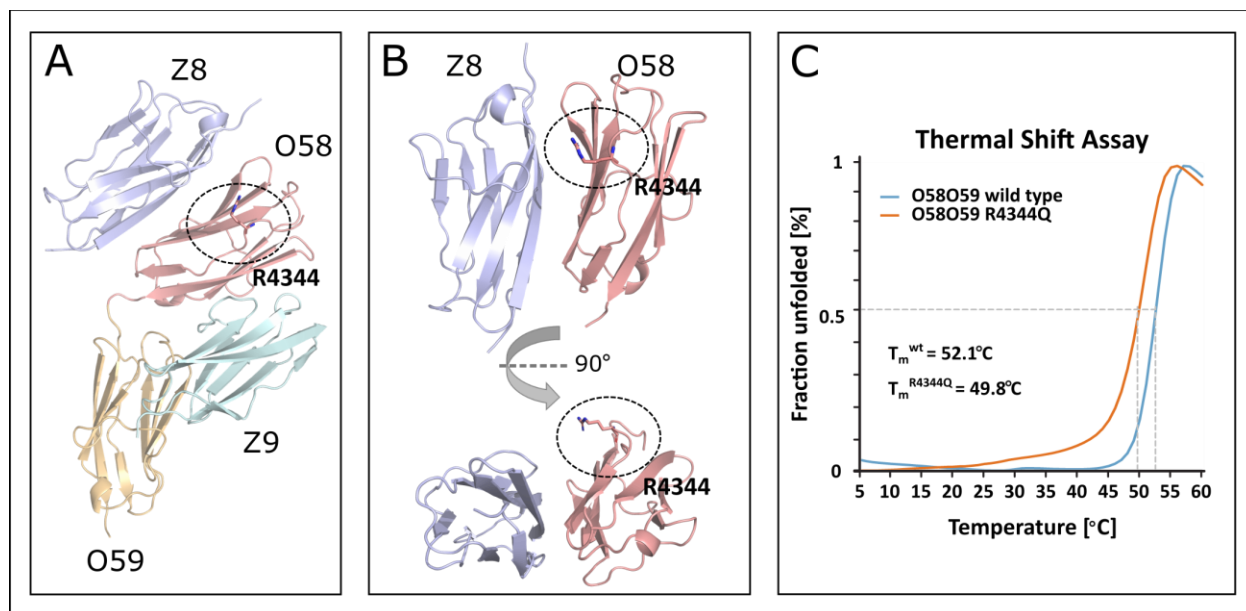 A
Z8
O58
R4344
Z9
O59
B
Z8
O58
R4344
90°
R4344
C
Thermal Shift Assay
1
O58O59 wild type
O58O59 R4344Q
Fraction unfolded [%]
0.5
Tmwt = 52.1°C
TmR4344Q = 49.8°C
0
5 10 15 20 25 30 35 40 45 50 55 60
Temperature [°C]